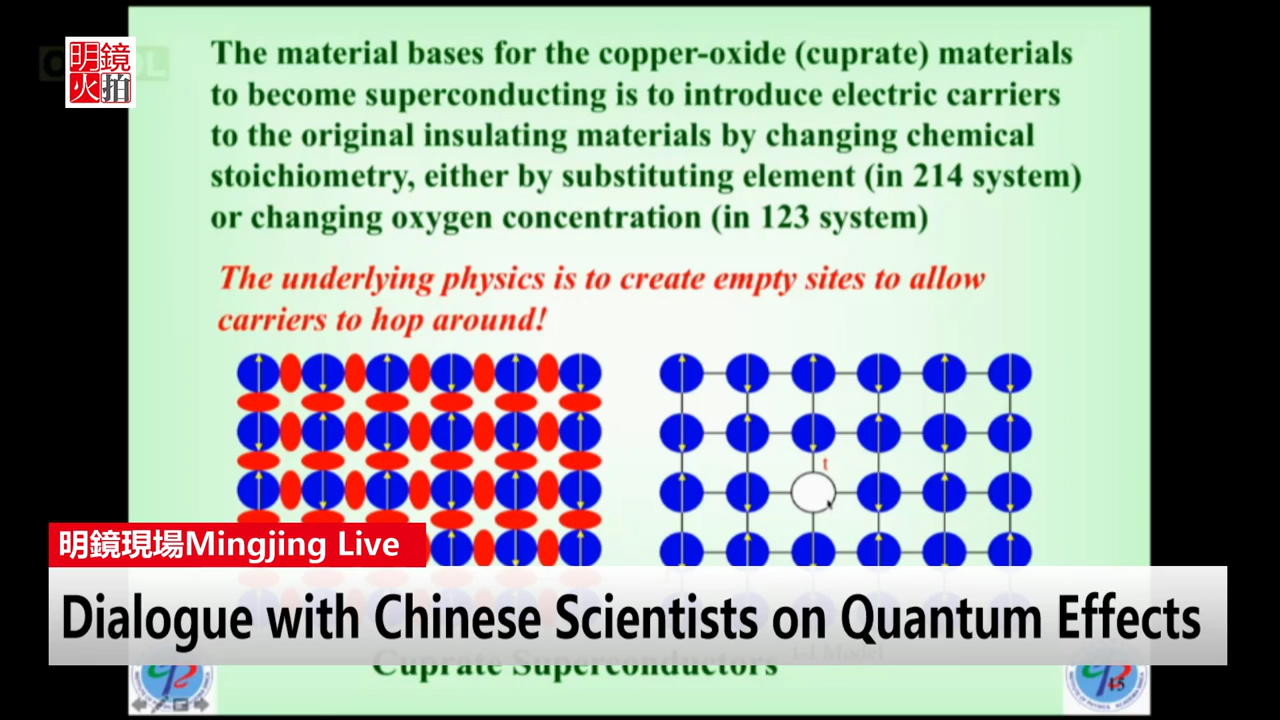 明鏡
火拍
The material bases for the copper-oxide (cuprate) materials
to become superconducting is to introduce electric carriers
to the original insulating materials by changing chemical
stoichiometry, either by substituting element (in 214 system)
or changing oxygen concentration (in 123 system)
The underlying physics is to create empty sites to allow
carriers to hop around!
t
明鏡現場Mingjing Live
Dialogue with Chinese Scientists on Quantum Effects
Cuprate Superconductors
t-J Model
15